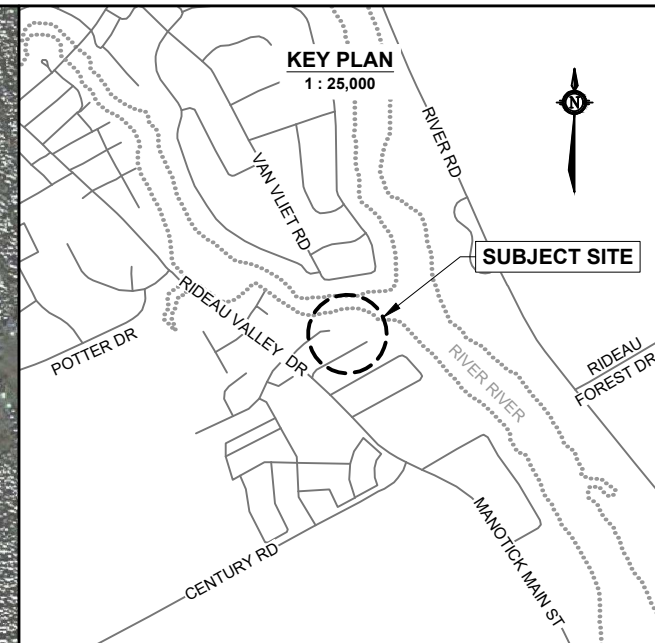 KEY PLAN
1 : 25,000
N
RIVER RD
VAN VLIET RD
SUBJECT SITE
RIDEAU VALLEY DR
POTTER DR
RIVER RIVER
RIDEAU
FOREST DR
MANOTICK MAIN ST
CENTURY RD